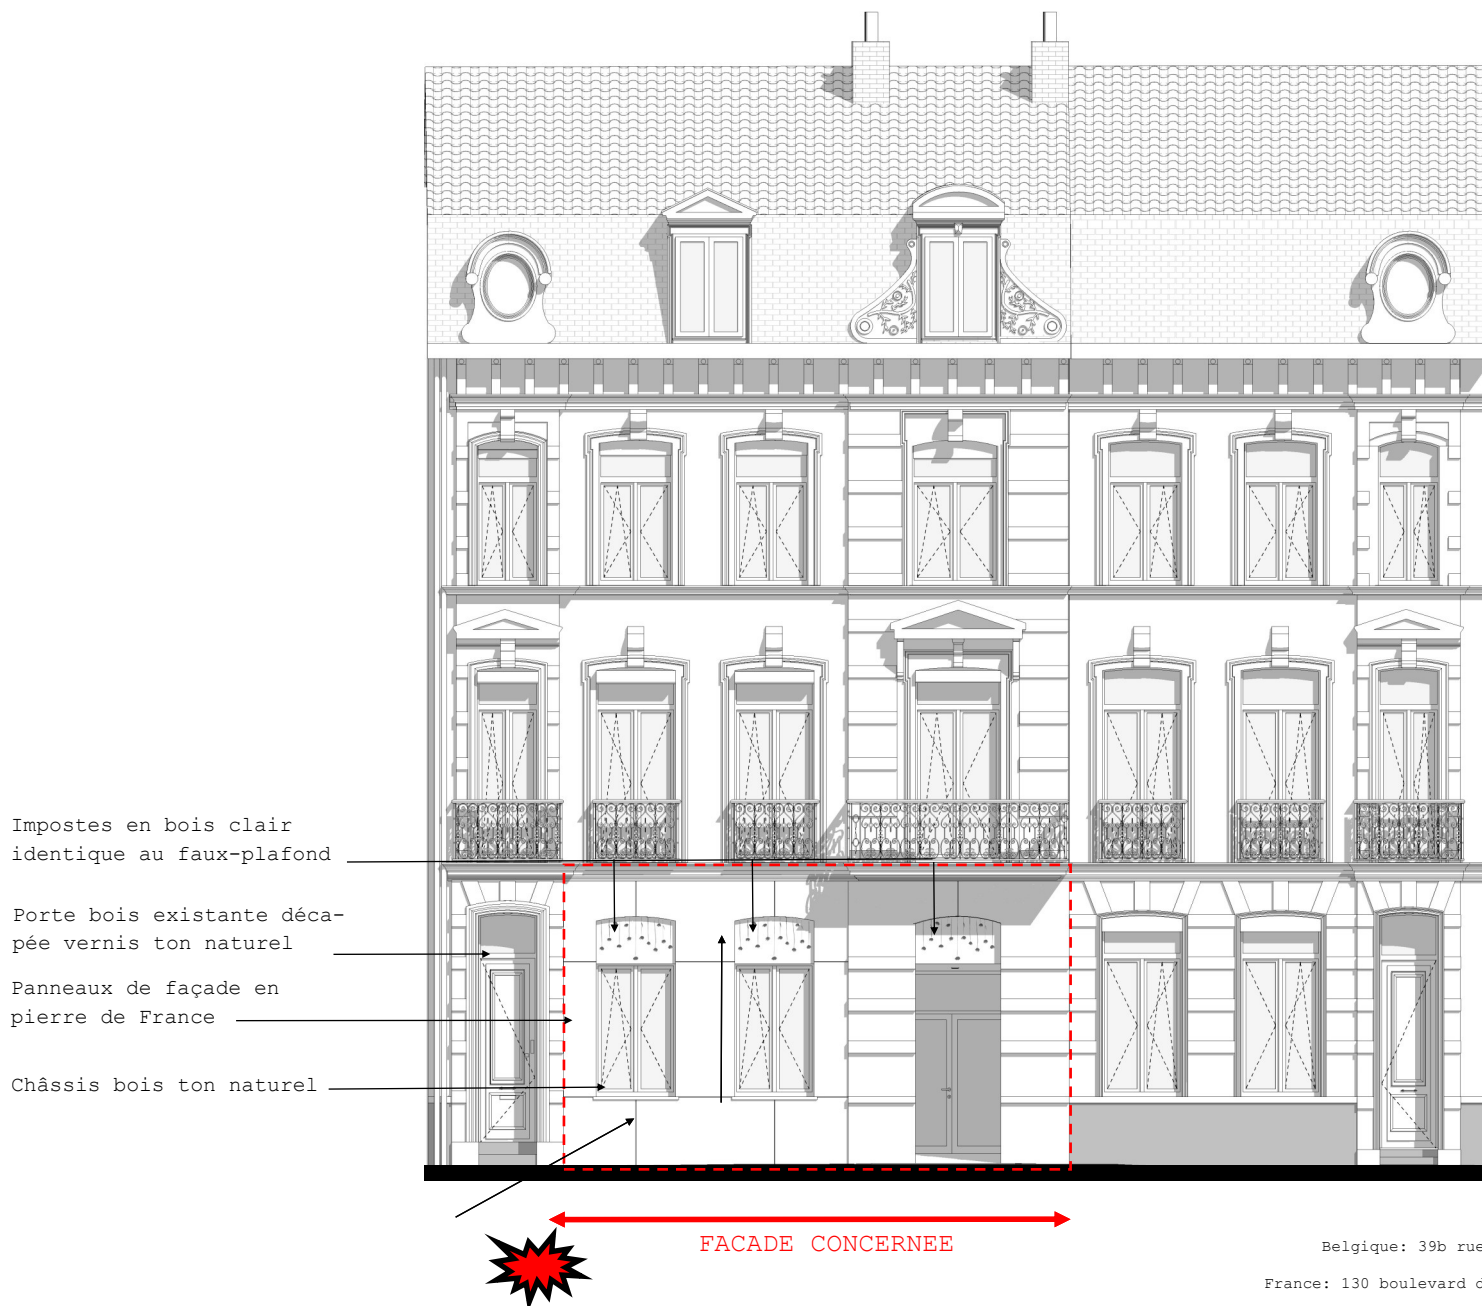 Impostes en bois clair
identique au faux-plafond
Porte bois existante déca-
pée vernis ton naturel
Panneaux de façade en
pierre de France
Châssis bois ton naturel
FACADE CONCERNEE
Belgique: 39b rue
France: 130 boulevard d